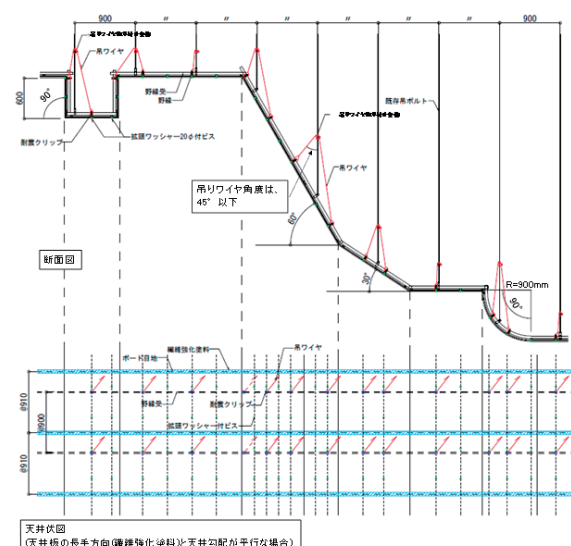 900
〃
〃
〃
〃
〃
〃
900
吊ワイヤ
600
90°
野縁受
野縁
既存吊ボルト
拡頭ワッシャー20φ付ビス
耐震クリップ
吊ワイヤ
吊りワイヤ角度は、
45°以下
60°
断面図
30°
R=900mm
90°
繊維強化塗料
吊ワイヤ
ボード目地
@910
野縁受
耐震クリップ
@900
拡頭ワッシャー付ビス
@910
天井伏図
(天井板の長手方向(繊維強化塗料)と天井勾配が平行な場合)